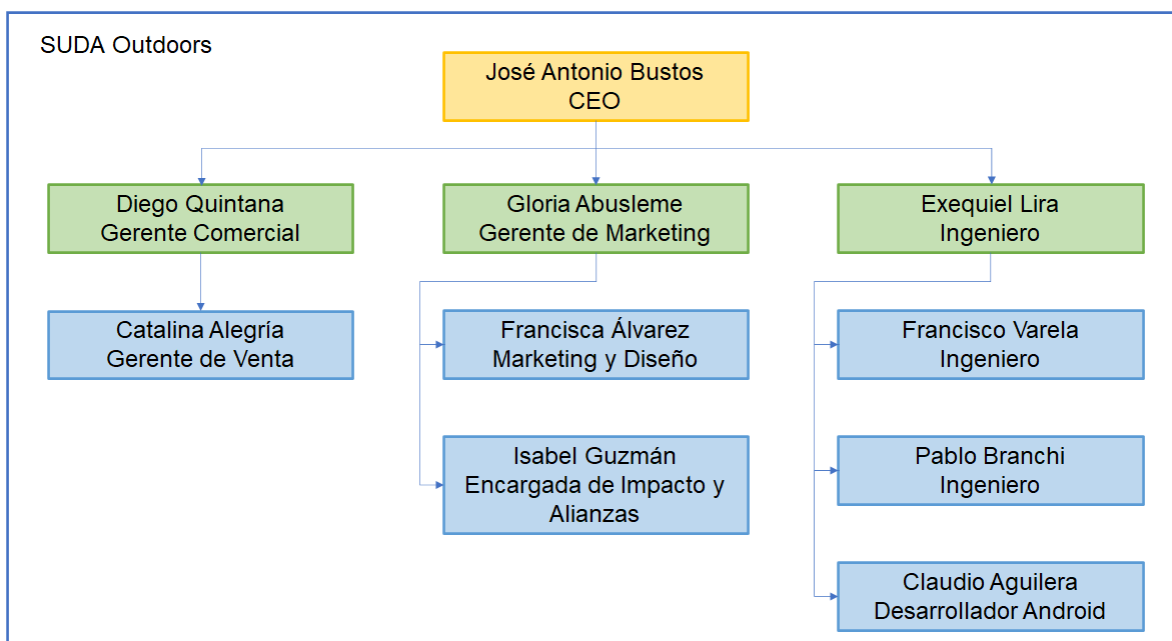 SUDA Outdoors
José Antonio Bustos
CEO
Diego Quintana
Gerente Comercial
Gloria Abusleme
Gerente de Marketing
Exequiel Lira
Ingeniero
Catalina Alegría
Gerente de Venta
Francisca Álvarez
Marketing y Diseño
Francisco Varela
Ingeniero
Isabel Guzmán
Encargada de Impacto y
Alianzas
Pablo Branchi
Ingeniero
Claudio Aguilera
Desarrollador Android